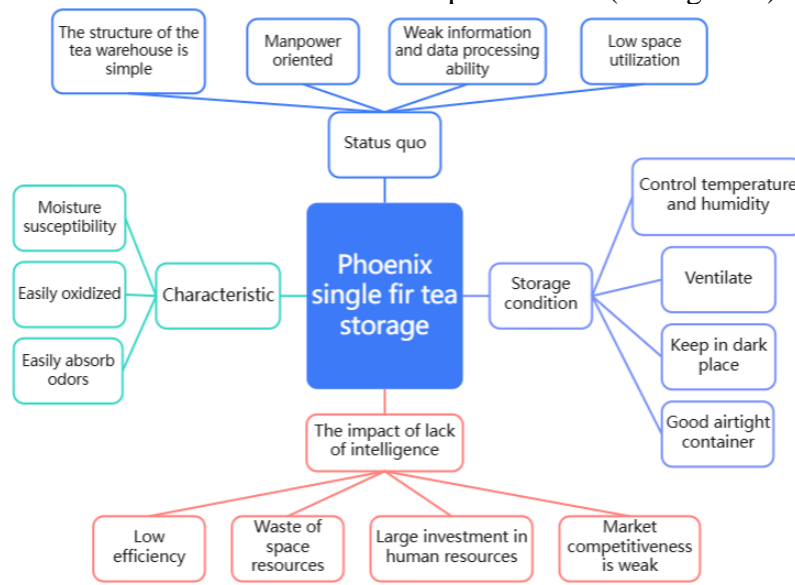 The structure of the
tea warehouse is
simple
Manpower
oriented
Weak information
and data processing
ability
Low space
utilization
Status quo
Moisture
susceptibility
Easily oxidized
Easily absorb
odors
Characteristic
Phoenix
single fir tea
storage
Storage
condition
Control temperature
and humidity
Ventilate
Keep in dark
place
Good airtight
container
The impact of lack
of intelligence
Low
efficiency
Waste of
space
resources
Large investment in
human resources
Market
competitiveness
is weak